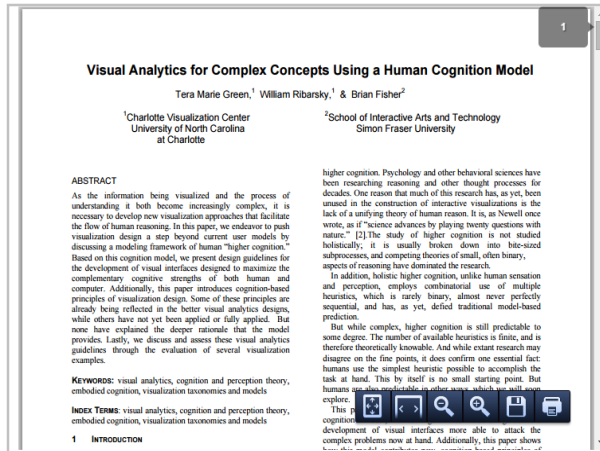 1
Visual Analytics for Complex Concepts Using a Human Cognition Model
Tera Marie Green,1 William Ribarsky,1 & Brian Fisher2
1Charlotte Visualization Center
University of North Carolina
at Charlotte
2School of Interactive Arts and Technology
Simon Fraser University
ABSTRACT
As the information being visualized and the process of
understanding it both become increasingly complex, it is
necessary to develop new visualization approaches that facilitate
the flow of human reasoning. In this paper, we endeavor to push
visualization design a step beyond current user models by
discussing a modeling framework of human “higher cognition.”
Based on this cognition model, we present design guidelines for
the development of visual interfaces designed to maximize the
complementary cognitive strengths of both human and
computer. Additionally, this paper introduces cognition-based
principles of visualization design. Some of these principles are
already being reflected in the better visual analytics designs,
while others have not yet been applied or fully applied. But
none have explained the deeper rationale that the model
provides. Lastly, we discuss and assess these visual analytics
guidelines through the evaluation of several visualization
examples.
KEYWORDS: visual analytics, cognition and perception theory,
embodied cognition, visualization taxonomies and models
INDEX TERMS: visual analytics, cognition and perception theory,
embodied cognition, visualization taxonomies and models
1 INTRODUCTION
higher cognition. Psychology and other behavioral sciences have
been researching reasoning and other thought processes for
decades. One reason that much of this research has, as yet, been
unused in the construction of interactive visualizations is the
lack of a unifying theory of human reason. It is, as Newell once
wrote, as if “science advances by playing twenty questions with
nature.” [2].The study of higher cognition is not studied
holistically; it is usually broken down into bite-sized
subprocesses, and competing theories of small, often binary,
aspects of reasoning have dominated the research.
In addition, holistic higher cognition, unlike human sensation
and perception, employs combinatorial use of multiple
heuristics, which is rarely binary, almost never perfectly
sequential, and has, as yet, defied traditional model-based
prediction.
But while complex, higher cognition is still predictable to
some degree. The number of available heuristics is finite, and is
therefore theoretically knowable. And while extant research may
disagree on the fine points, it does confirm one essential fact:
humans use the simplest heuristic possible to accomplish the
task at hand. This by itself is no small starting point. But
humans are also predictable in other ways, which we will soon
explore.
This
cognition
development of visual interfaces more able to attack the
complex problems now at hand. Additionally, this paper shows